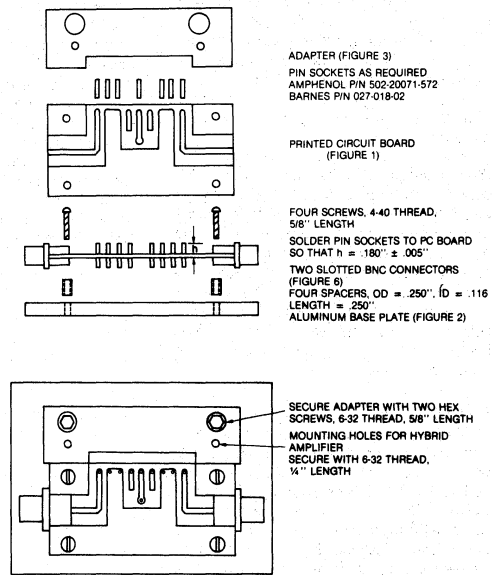 ADAPTER (FIGURE 3)
PIN SOCKETS AS REQUIRED
AMPHENOL P/N 502-20071-572
BARNES P/N 027-018-02
PRINTED CIRCUIT BOARD
(FIGURE 1)
FOUR SCREWS, 4-40 THREAD,
5/8" LENGTH
SOLDER PIN SOCKETS TO PC BOARD
SO THAT h = .180" ± .005"
h
TWO SLOTTED BNC CONNECTORS
(FIGURE 6)
FOUR SPACERS, OD = .250", ID = .116
LENGTH = .250"
ALUMINUM BASE PLATE (FIGURE 2)
SECURE ADAPTER WITH TWO HEX
SCREWS, 6-32 THREAD, 5/8" LENGTH
MOUNTING HOLES FOR HYBRID
AMPLIFIER
SECURE WITH 6-32 THREAD,
¼" LENGTH